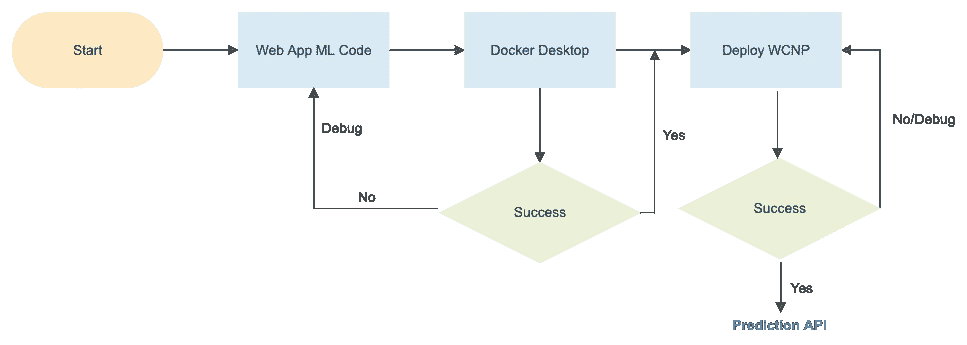 Start
Web App ML Code
Docker Desktop
Deploy WCNP
Debug
Yes
No/Debug
No
Success
Success
Yes
Prediction API